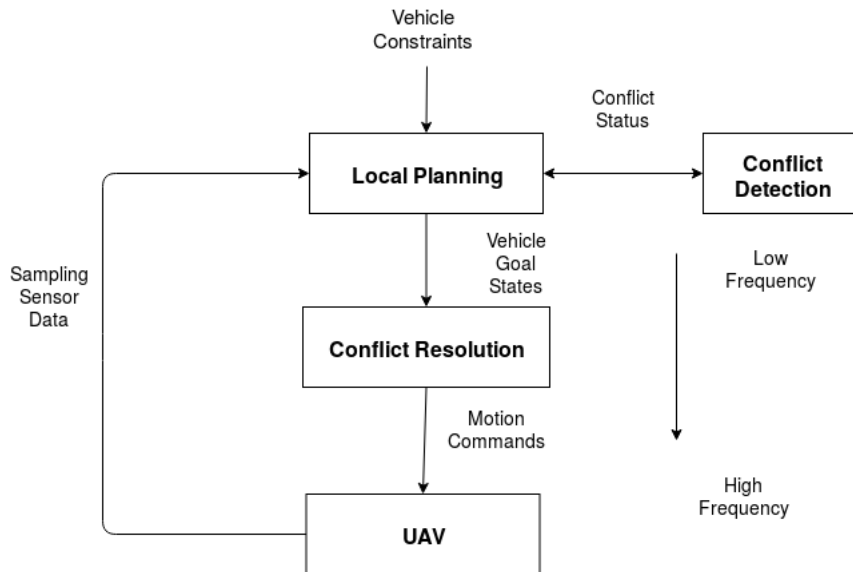 Vehicle
Constraints
Conflict
Status
Local Planning
Conflict
Detection
Vehicle
Goal
States
Low
Frequency
Sampling
Sensor
Data
Conflict Resolution
Motion
Commands
High
Frequency
UAV